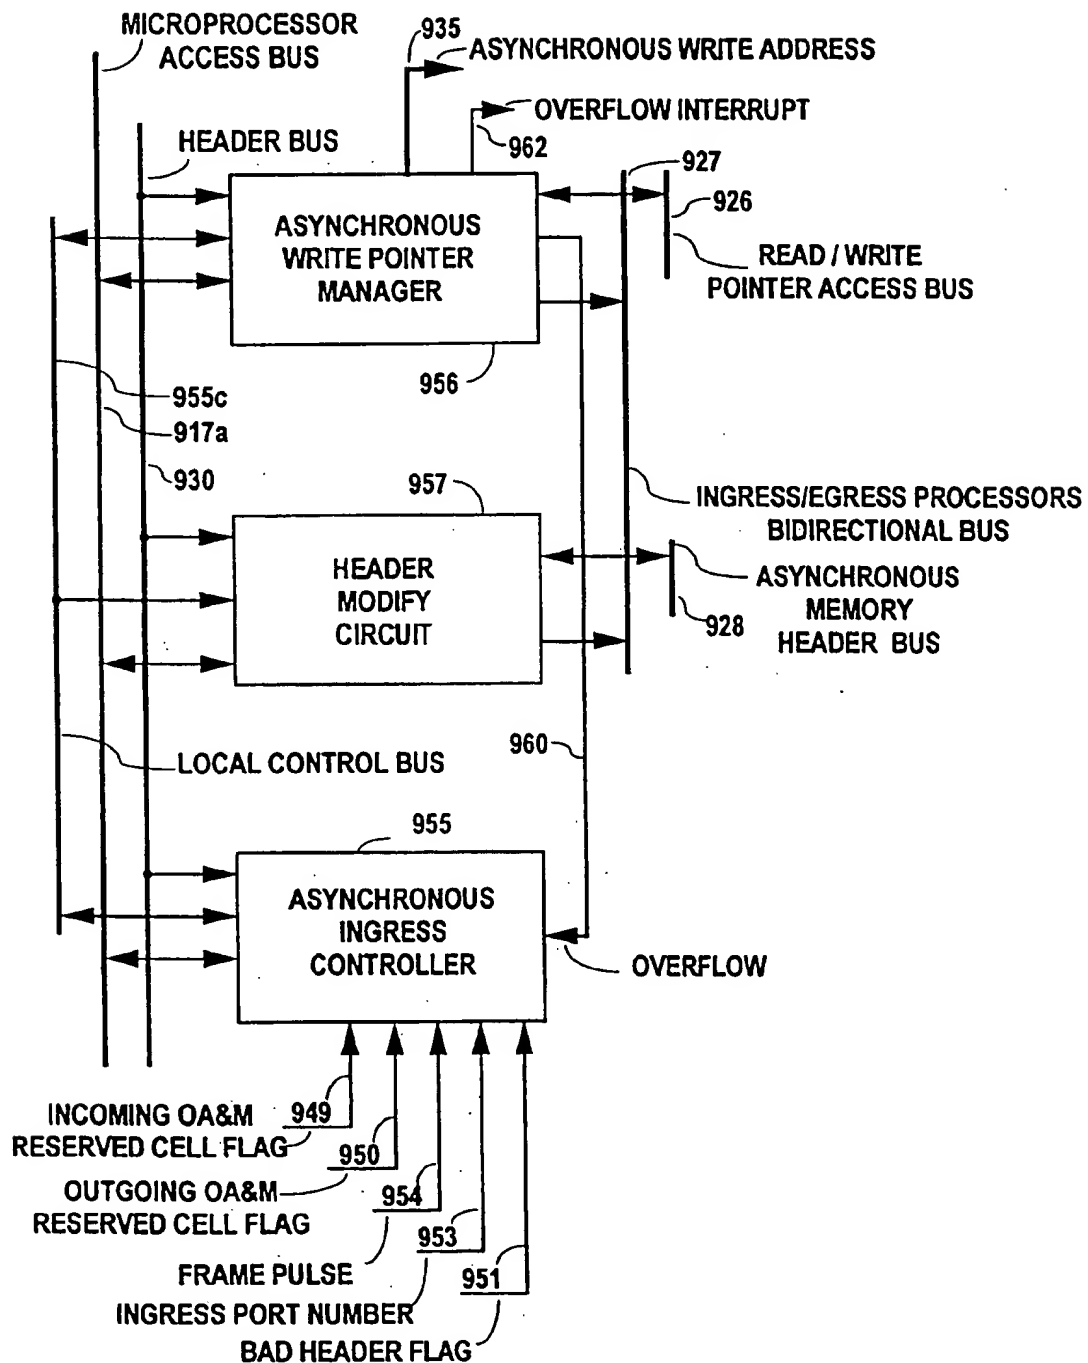 MICROPROCESSOR
ACCESS BUS
935
ASYNCHRONOUS WRITE ADDRESS
OVERFLOW INTERRUPT
962
HEADER BUS
927
926
ASYNCHRONOUS
WRITE POINTER
MANAGER
READ / WRITE
POINTER ACCESS BUS
956
955c
917a
930
957
INGRESS/EGRESS PROCESSORS
BIDIRECTIONAL BUS
HEADER
MODIFY
CIRCUIT
ASYNCHRONOUS
MEMORY
HEADER BUS
928
960
LOCAL CONTROL BUS
955
ASYNCHRONOUS
INGRESS
CONTROLLER
OVERFLOW
INCOMING OA&M
RESERVED CELL FLAG
949
950
OUTGOING OA&M
RESERVED CELL FLAG
954
953
FRAME PULSE
951
INGRESS PORT NUMBER
BAD HEADER FLAG